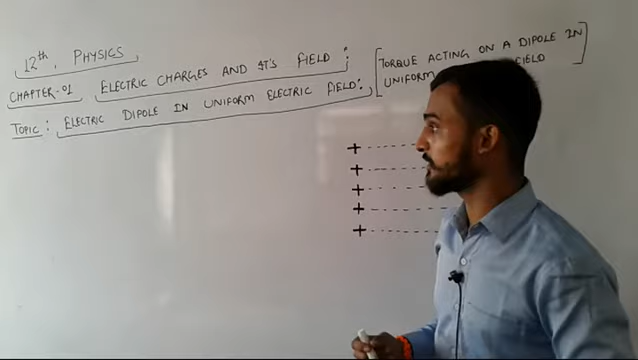 12th. PHYSICS
CHAPTER-01 ELECTRIC CHARGES AND IT'S FIELD :
TOPIC : ELECTRIC DIPOLE IN UNIFORM ELECTRIC FIELD :
[TORQUE ACTING ON A DIPOLE IN
UNIFORM FIELD]
+
+
+
+
+